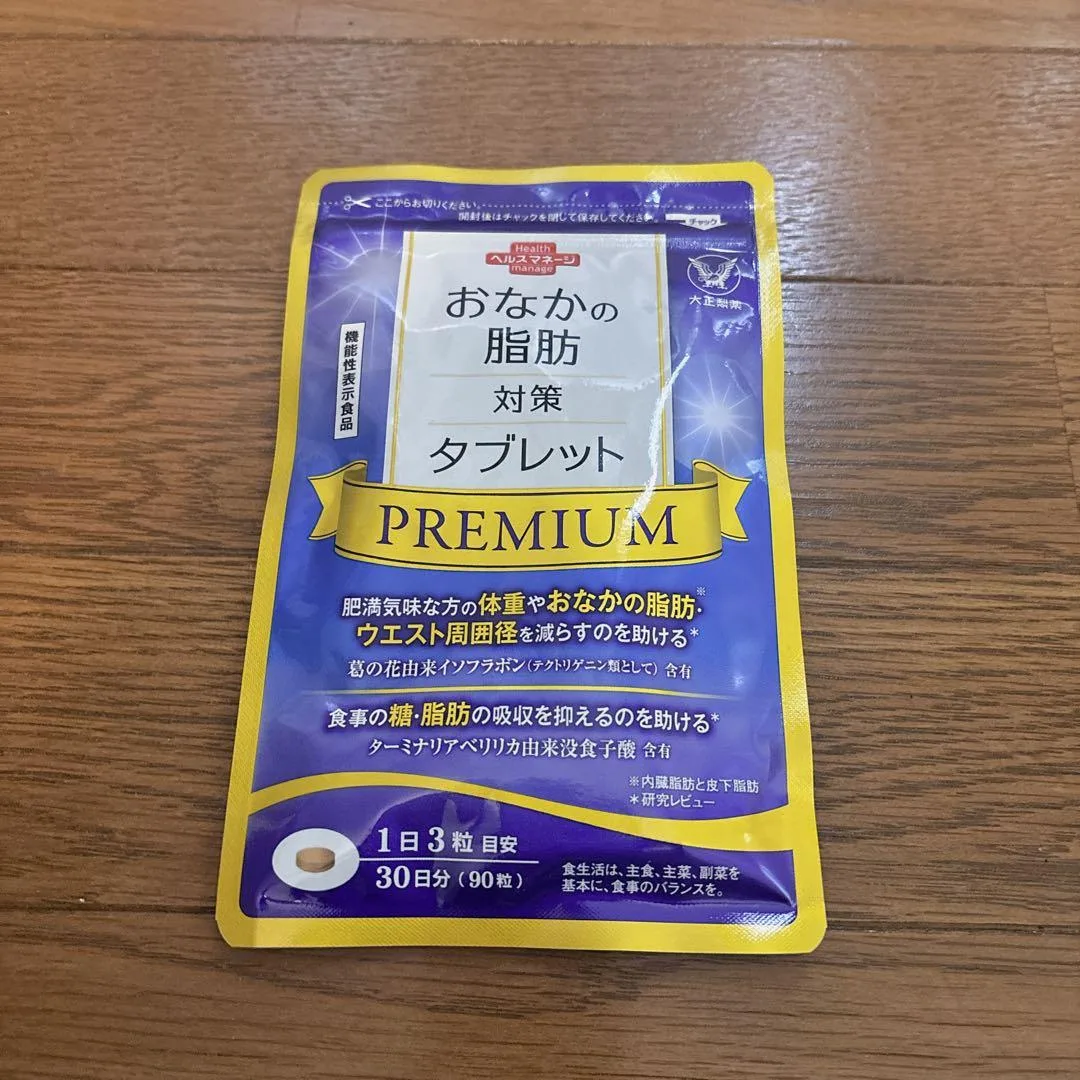 ここからお切りください。
開封後はチャックを閉じて保存してください。
チャック
Health
ヘルスマネージ
manage
大正製薬
おなかの
脂肪
対策
タブレット
機能性表示食品
PREMIUM
肥満気味な方の体重やおなかの脂肪※・
ウエスト周囲径を減らすのを助ける*
葛の花由来イソフラボン(テクトリゲニン類として)含有
食事の糖・脂肪の吸収を抑えるのを助ける*
ターミナリアベリリカ由来没食子酸 含有
※内臓脂肪と皮下脂肪
*研究レビュー
1日3粒 目安
30日分(90粒)
食生活は、主食、主菜、副菜を
基本に、食事のバランスを。